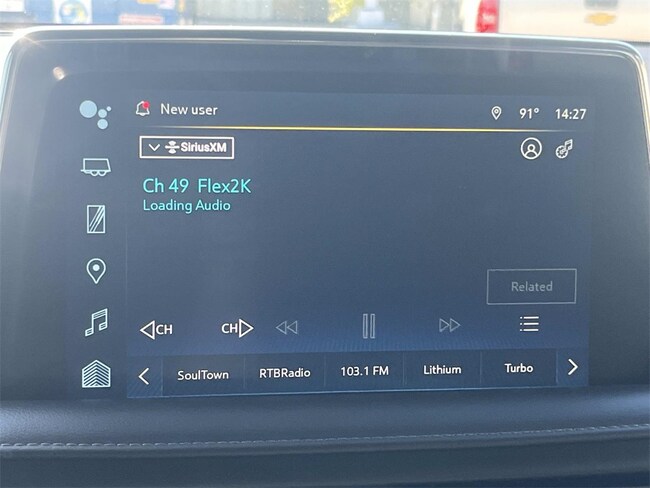 New user 91° 14:27
SiriusXM
Ch 49 Flex2K
Loading Audio
Related
CH CH
SoulTown RTBRadio 103.1 FM Lithium Turbo